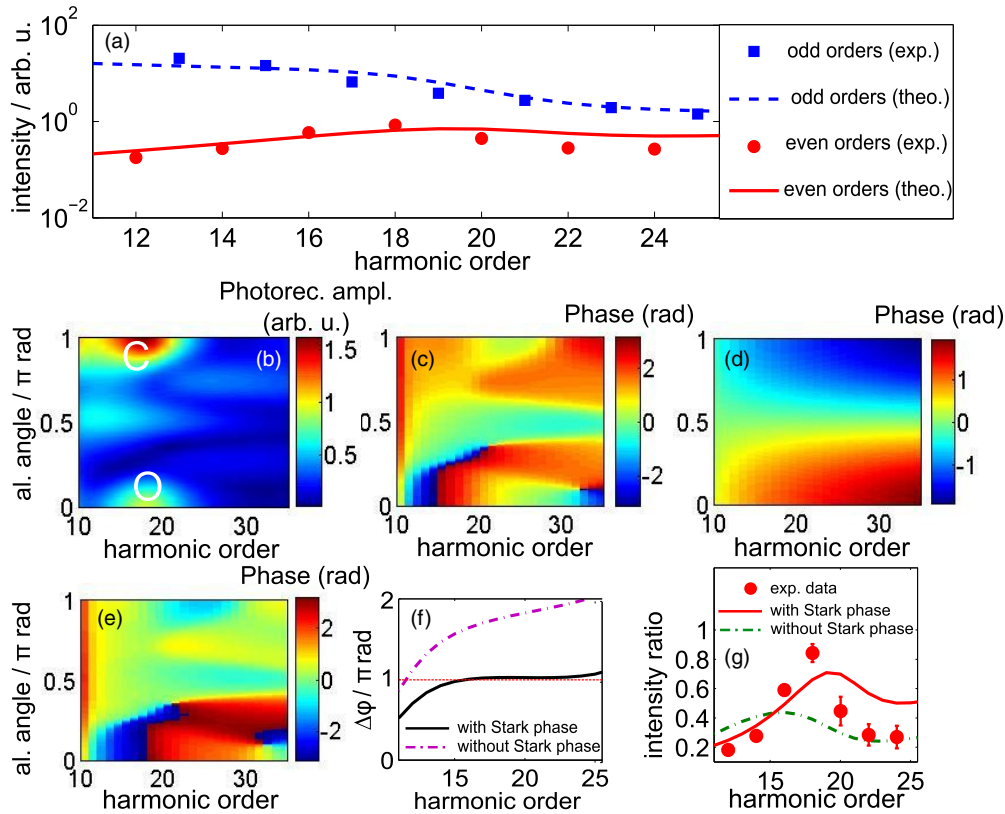 (a)
intensity / arb. u.
10^2
10^0
10^-2
12 14 16 18 20 22 24
harmonic order
odd orders (exp.)
odd orders (theo.)
even orders (exp.)
even orders (theo.)
Photorec. ampl.
(arb. u.)
(b)
C
O
al. angle / π rad
1
0.5
0
10 20 30
harmonic order
1.5
1
0.5
Phase (rad)
(c)
1
0.5
0
10 20 30
harmonic order
2
0
-2
Phase (rad)
(d)
1
0.5
0
10 20 30
harmonic order
1
0
-1
Phase (rad)
(e)
al. angle / π rad
1
0.5
0
10 20 30
harmonic order
2
0
-2
(f)
Δφ / π rad
2
1
0
with Stark phase
without Stark phase
15 20 25
harmonic order
exp. data
with Stark phase
without Stark phase
(g)
intensity ratio
1
0.8
0.6
0.4
0.2
15 20 25
harmonic order